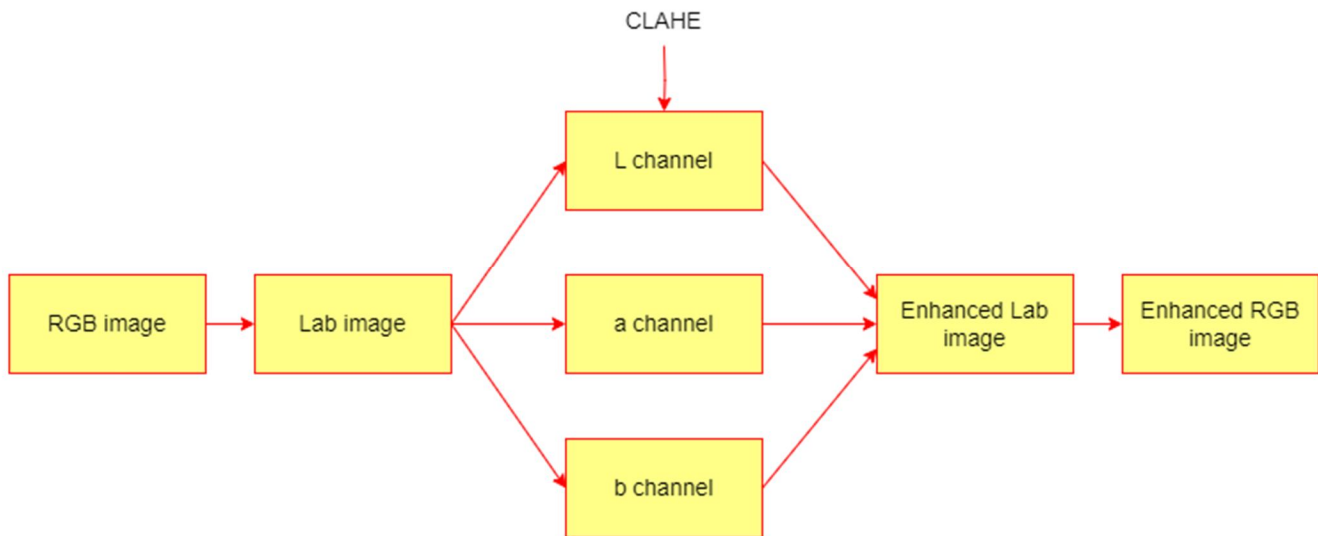 CLAHE
L channel
RGB image
Lab image
a channel
Enhanced Lab
image
Enhanced RGB
image
b channel